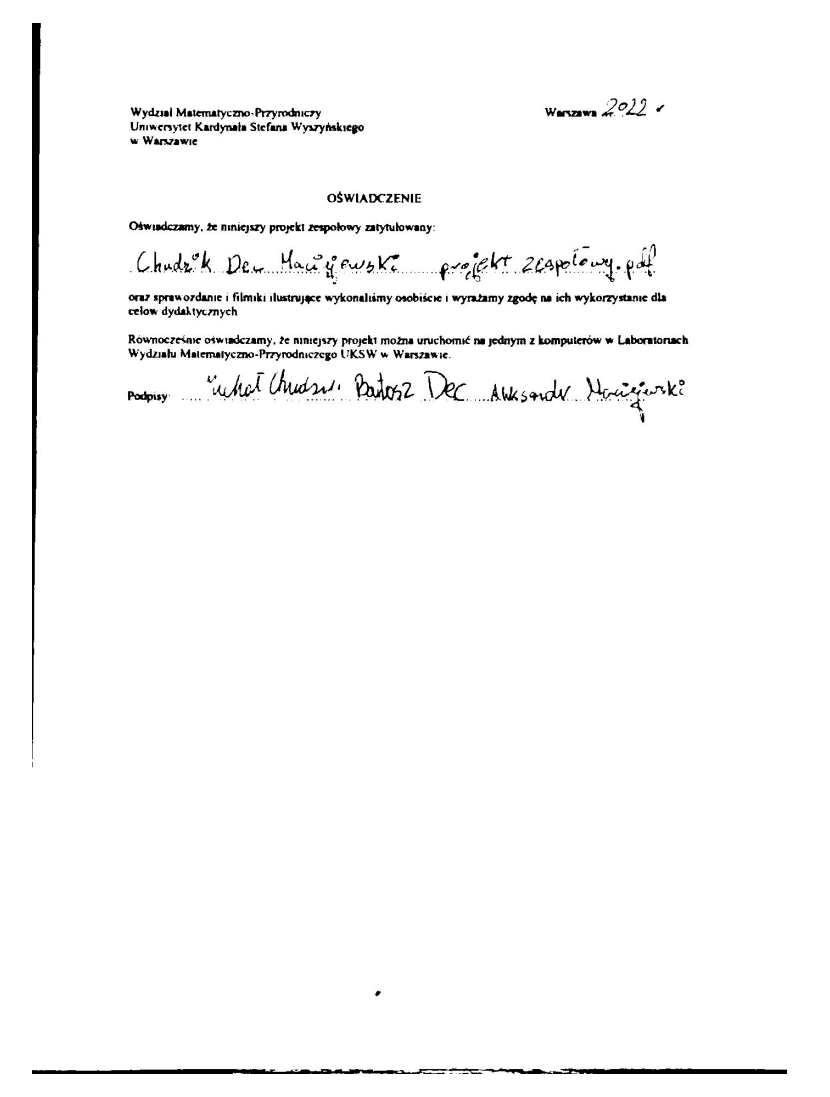 Wydział Matematyczno-Przyrodniczy
Warszawa 2022 r
Uniwersytet Kardynała Stefana Wyszyńskiego
w Warszawie
OŚWIADCZENIE
Oświadczamy, że niniejszy projekt zespołowy zatytułowany:
Chudzik Dec Maciejewski projekt zespołowy.pdf
oraz sprawozdanie i filmiki ilustrujące wykonaliśmy osobiście i wyrażamy zgodę na ich wykorzystanie dla
celów dydaktycznych
Równocześnie oświadczamy, że niniejszy projekt można uruchomić na jednym z komputerów w Laboratoriach
Wydziału Matematyczno-Przyrodniczego UKSW w Warszawie.
Podpisy: Michał Bartosz Dec Aleksander Maciejewski